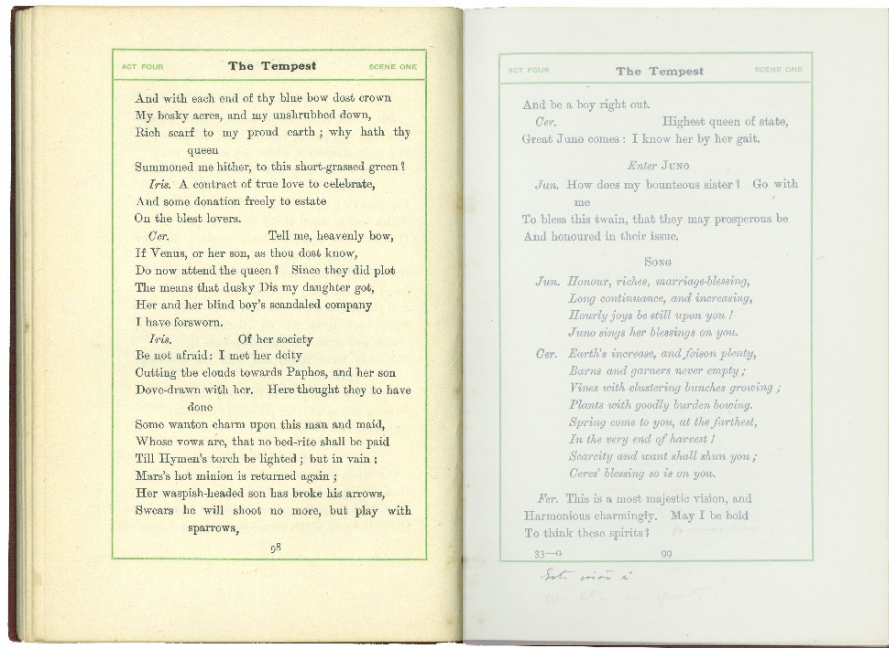 ACT FOUR The Tempest SCENE ONE
And with each end of thy blue bow dost crown
My bosky acres, and my unshrubbed down,
Rich scarf to my proud earth; why hath thy
queen
Summoned me hither, to this short-grassed green?
Iris. A contract of true love to celebrate,
And some donation freely to estate
On the blest lovers.
Cer. Tell me, heavenly bow,
If Venus, or her son, as thou dost know,
Do now attend the queen? Since they did plot
The means that dusky Dis my daughter got,
Her and her blind boy's scandaled company
I have forsworn.
Iris. Of her society
Be not afraid: I met her deity
Cutting the clouds towards Paphos, and her son
Dove-drawn with her. Here thought they to have
done
Some wanton charm upon this man and maid,
Whose vows are, that no bed-rite shall be paid
Till Hymen's torch be lighted; but in vain:
Mars's hot minion is returned again;
Her waspish-headed son has broke his arrows,
Swears he will shoot no more, but play with
sparrows,
98
ACT FOUR The Tempest SCENE ONE
And be a boy right out.
Cer. Highest queen of state,
Great Juno comes: I know her by her gait.
Enter JUNO
Jun. How does my bounteous sister? Go with
me
To bless this twain, that they may prosperous be
And honoured in their issue.
SONG
Jun. Honour, riches, marriage-blessing,
Long continuance, and increasing,
Hourly joys be still upon you!
Juno sings her blessings on you.
Cer. Earth's increase, and foison plenty,
Barns and garners never empty;
Vines with clustering bunches growing;
Plants with goodly burden bowing.
Spring come to you, at the farthest,
In the very end of harvest!
Scarcity and want shall shun you;
Ceres' blessing so is on you.
Fer. This is a most majestic vision, and
Harmonious charmingly. May I be bold
To think these spirits?
33—G 99